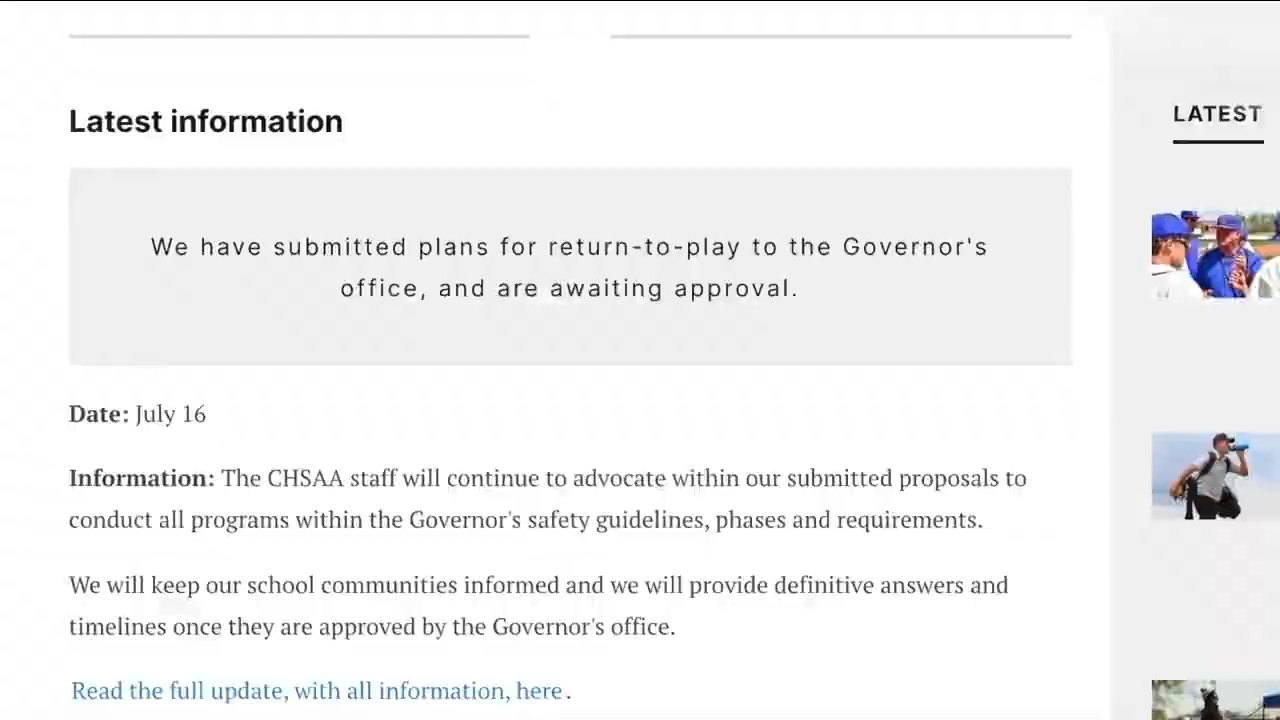 Latest information
LATEST
We have submitted plans for return-to-play to the Governor's
office, and are awaiting approval.
Date: July 16
Information: The CHSAA staff will continue to advocate within our submitted proposals to
conduct all programs within the Governor's safety guidelines, phases and requirements.
We will keep our school communities informed and we will provide definitive answers and
timelines once they are approved by the Governor's office.
Read the full update, with all information, here.